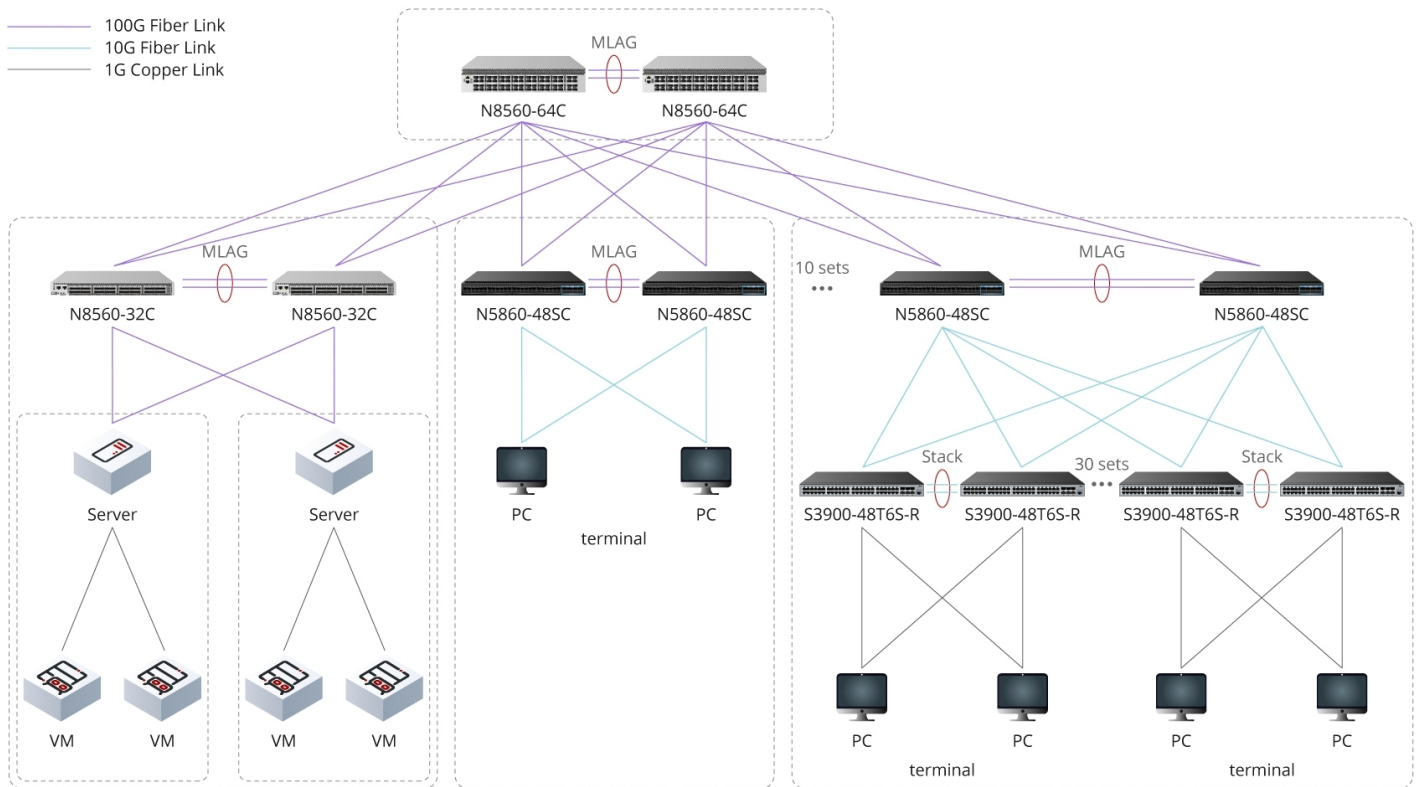 100G Fiber Link
10G Fiber Link
1G Copper Link
MLAG
N8560-64C N8560-64C
MLAG MLAG MLAG
10 sets
...
N8560-32C N8560-32C N5860-48SC N5860-48SC N5860-48SC N5860-48SC
Stack 30 sets Stack
...
Server Server PC PC S3900-48T6S-R S3900-48T6S-R S3900-48T6S-R S3900-48T6S-R
terminal
VM VM VM VM PC PC PC PC
terminal terminal